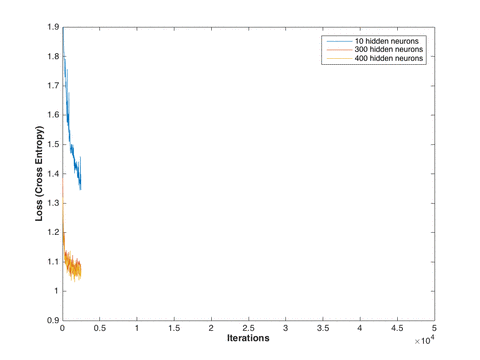 1.9
1.8
1.7
1.6
1.5
1.4
1.3
1.2
1.1
1
0.9
Loss (Cross Entropy)
10 hidden neurons
300 hidden neurons
400 hidden neurons
0 0.5 1 1.5 2 2.5 3 3.5 4 4.5 5
Iterations
×10⁴